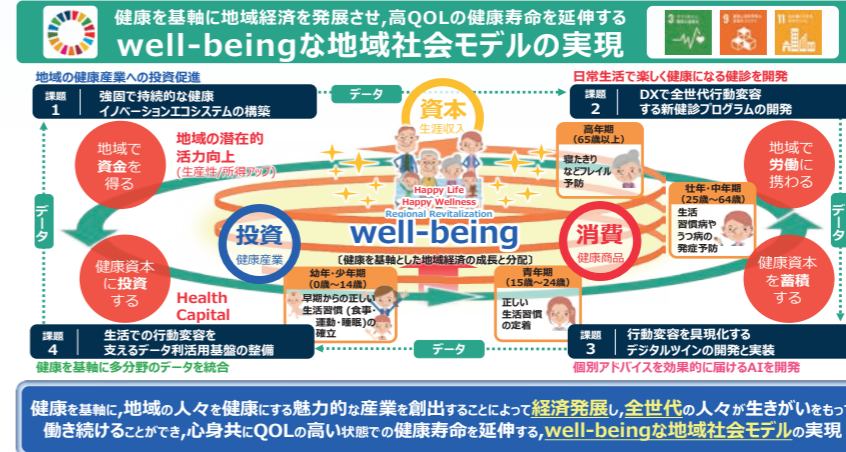 健康を基軸に地域経済を発展させ,高QOLの健康寿命を延伸する
well-beingな地域社会モデルの実現
3
9
11
地域の健康産業への投資促進
課題
1
強固で持続的な健康
イノベーションエコシステムの構築
データ
資本
生涯収入
日常生活で楽しく健康になる健診を開発
課題
2
DXで全世代行動変容
する新健診プログラムの開発
地域で
資金を
得る
地域の潜在的
活力向上
(生産性/所得アップ)
高年期
(65歳以上)
寝たきり
などフレイル
予防
地域で
労働に
携わる
壮年・中年期
(25歳～64歳)
生活
習慣病や
うつ病の
発症予防
Happy Life
Happy Wellness
Regional Revitalization
well-being
〔健康を基軸とした地域経済の成長と分配〕
投資
健康産業
消費
健康商品
データ
データ
健康資本
に投資
する
Health
Capital
幼年・少年期
(0歳～14歳)
早期からの正しい
生活習慣 (食事・
運動・睡眠)の
確立
青年期
(15歳～24歳)
正しい
生活習慣
の定着
健康資本
を蓄積
する
課題
4
生活での行動変容を
支えるデータ利活用基盤の整備
健康を基軸に多分野のデータを統合
データ
課題
3
行動変容を具現化する
デジタルツインの開発と実装
個別アドバイスを効果的に届けるAIを開発
健康を基軸に,地域の人々を健康にする魅力的な産業を創出することによって経済発展し,全世代の人々が生きがいをもっ
働き続けることができ,心身共にQOLの高い状態での健康寿命を延伸する,well-beingな地域社会モデルの実現